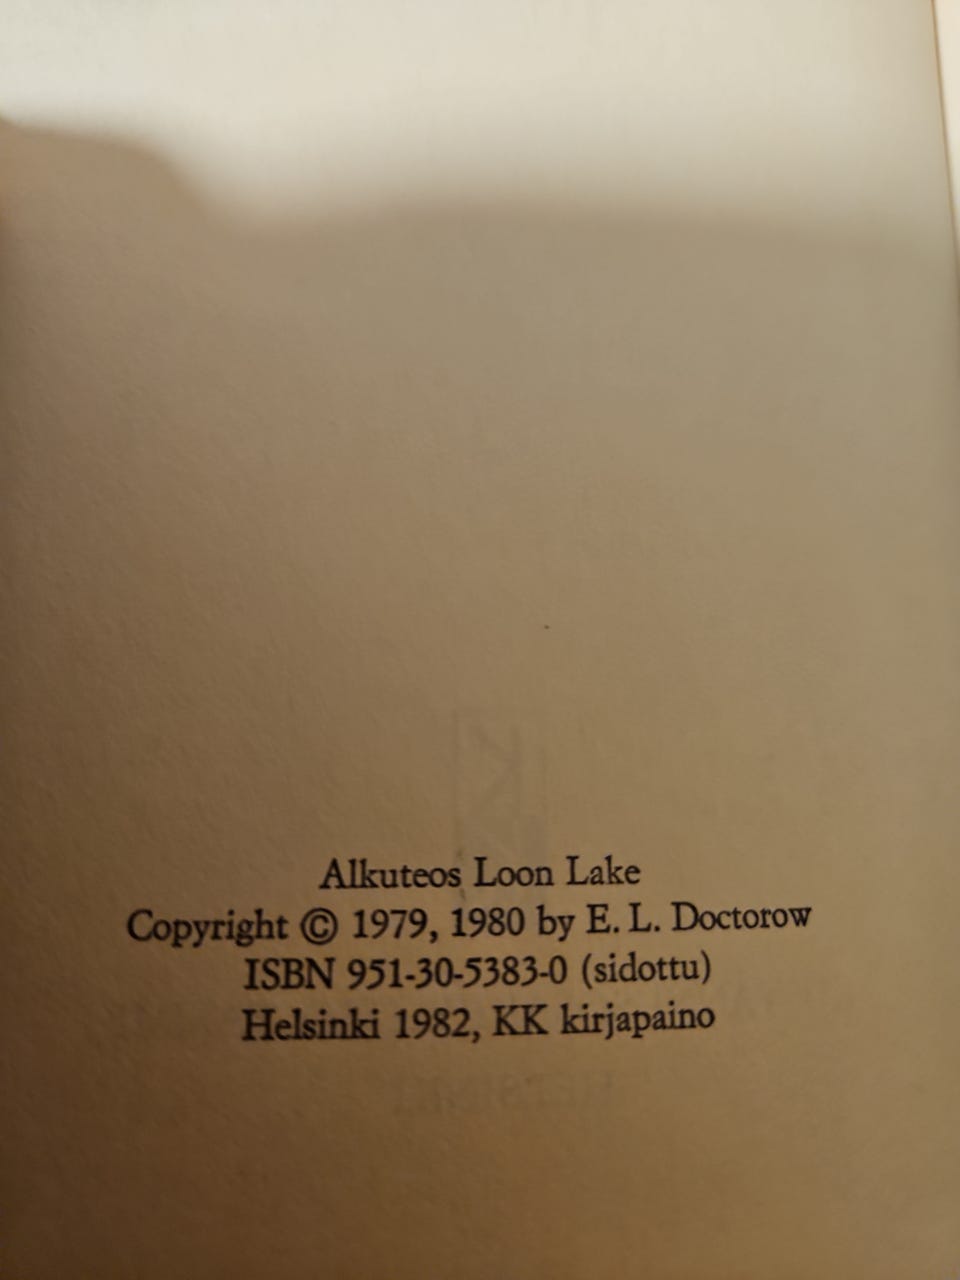 Alkuteos Loon Lake
Copyright © 1979, 1980 by E. L. Doctorow
ISBN 951-30-5383-0 (sidottu)
Helsinki 1982, KK kirjapaino